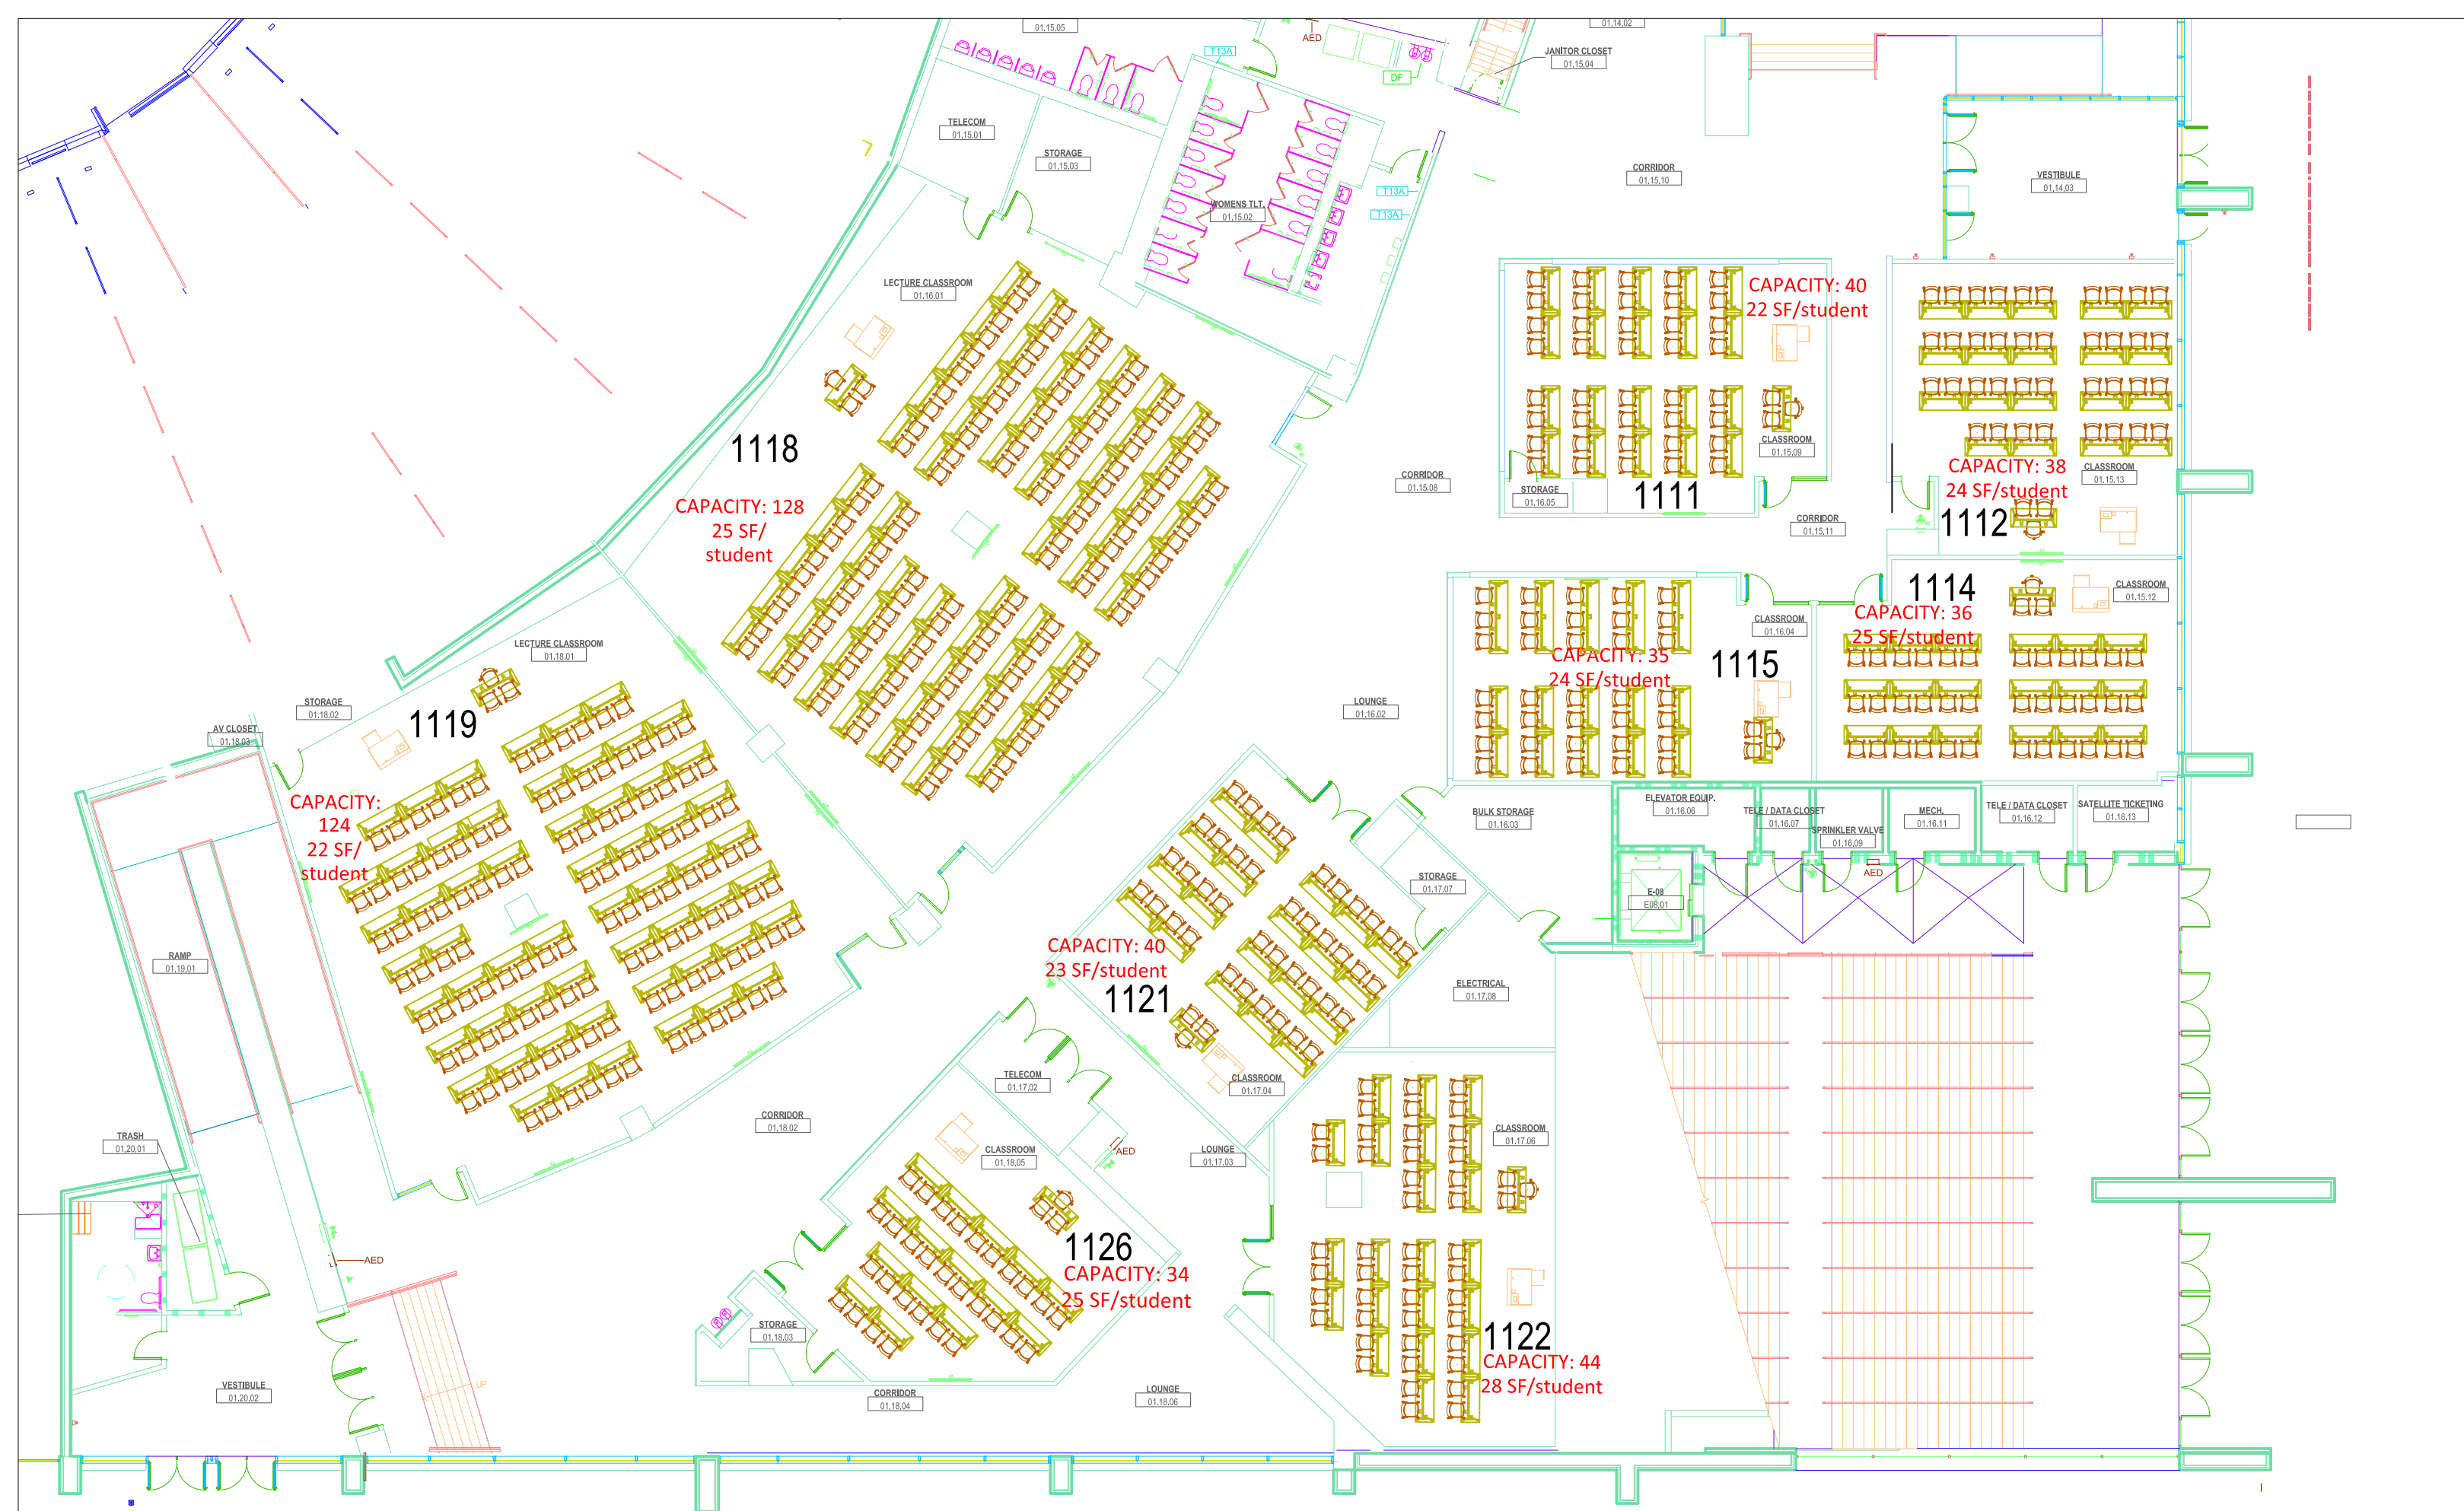 01.15.05
AED
01.14.02
T13A
DF
JANITOR CLOSET
01.15.04
TELECOM
01.15.01
STORAGE
01.15.03
CORRIDOR
01.15.10
VESTIBULE
01.14.03
T13A
T13A
WOMENS TLT.
01.15.02
LECTURE CLASSROOM
01.16.01
CAPACITY: 40
22 SF/student
1118
CLASSROOM
01.15.09
CAPACITY: 38
24 SF/student
CLASSROOM
01.15.13
CORRIDOR
01.15.08
STORAGE
01.16.05
1111
CAPACITY: 128
25 SF/
student
CORRIDOR
01.15.11
1112
1114
CLASSROOM
01.15.12
CAPACITY: 36
25 SF/student
CLASSROOM
01.16.04
LECTURE CLASSROOM
01.18.01
CAPACITY: 35
24 SF/student
1115
STORAGE
01.18.02
LOUNGE
01.16.02
1119
AV CLOSET
01.18.03
CAPACITY:
124
22 SF/
student
BULK STORAGE
01.16.03
ELEVATOR EQUIP.
01.16.06
TELE / DATA CLOSET
01.16.07
SPRINKLER VALVE
01.16.09
MECH.
01.16.11
TELE / DATA CLOSET
01.16.12
SATELLITE TICKETING
01.16.13
AED
STORAGE
01.17.07
E-08
E08.01
RAMP
01.19.01
CAPACITY: 40
23 SF/student
1121
ELECTRICAL
01.17.08
TELECOM
01.17.02
CLASSROOM
01.17.04
CORRIDOR
01.18.02
TRASH
01.20.01
CLASSROOM
01.18.05
AED
LOUNGE
01.17.03
CLASSROOM
01.17.06
1126
CAPACITY: 34
25 SF/student
AED
STORAGE
01.18.03
1122
CAPACITY: 44
28 SF/student
UP
VESTIBULE
01.20.02
CORRIDOR
01.18.04
LOUNGE
01.18.06